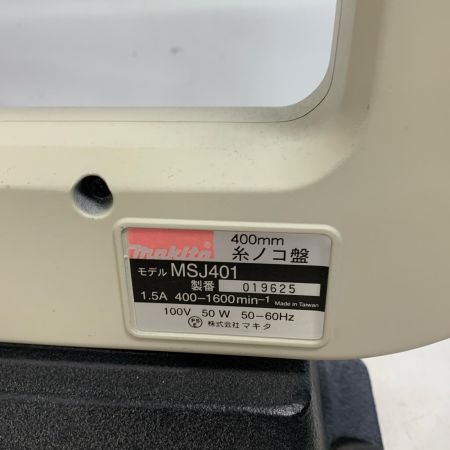 makita
400mm
糸ノコ盤
モデル MSJ401
製番 019625
1.5A 400-1600min-1 Made in Taiwan
100V 50W 50-60Hz
PSE 株式会社 マキタ